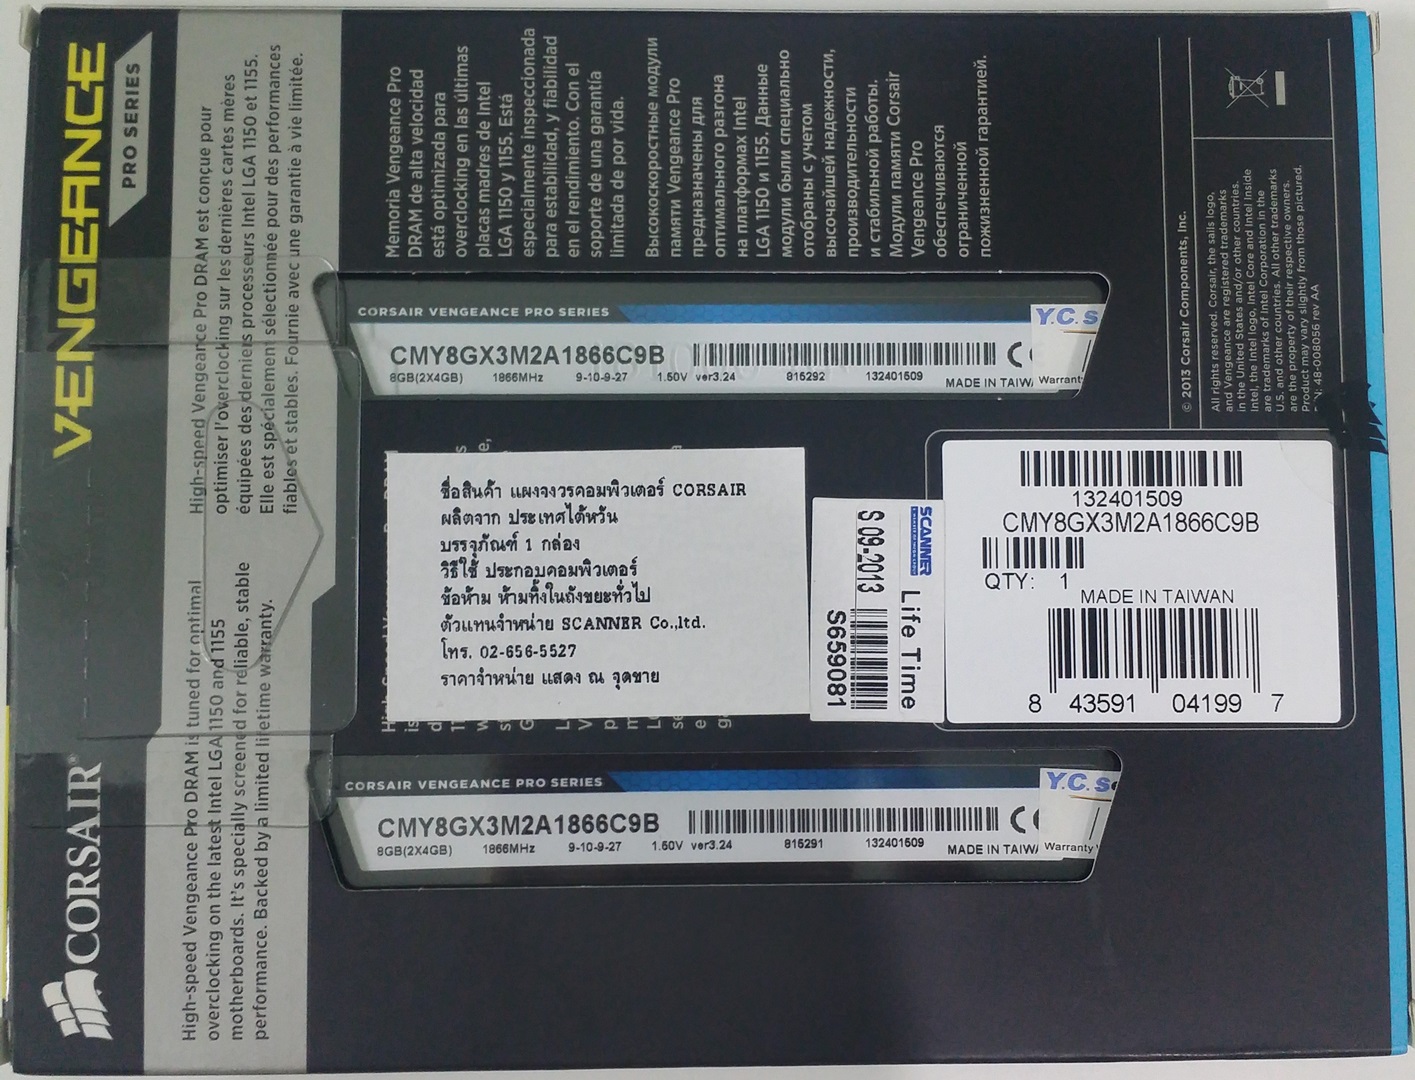 CORSAIR
VENGEANCE
PRO SERIES
High-speed Vengeance Pro DRAM is tuned for optimal
overclocking on the latest Intel LGA 1150 and 1155
motherboards. It's specially screened for reliable, stable
performance. Backed by a limited lifetime warranty.
High-speed Vengeance Pro DRAM est conçue pour
optimiser l'overclocking sur les dernières cartes mères
équipées des derniers processeurs Intel LGA 1150 et 1155.
Elle est spécialement sélectionnée pour des performances
fiables et stables. Fournie avec une garantie à vie limitée.
Memoria Vengeance Pro
DRAM de alta velocidad
está optimizada para
overclocking en las últimas
placas madres de Intel
LGA 1150 y 1155. Está
especialmente inspeccionada
para estabilidad, y fiabilidad
en el rendimiento. Con el
soporte de una garantía
limitada de por vida.
Высокоскоростные модули
памяти Vengeance Pro
предназначены для
оптимального разгона
на платформах Intel
LGA 1150 и 1155. Данные
модули были специально
отобраны с учетом
высочайшей надежности,
производительности
и стабильной работы.
Модули памяти Corsair
Vengeance Pro
обеспечиваются
ограниченной
пожизненной гарантией.
© 2013 Corsair Components, Inc.
All rights reserved. Corsair, the sails logo,
and Vengeance are registered trademarks
in the United States and/or other countries.
Intel, the Intel logo, Intel Core and Intel Inside
are trademarks of Intel Corporation in the
U.S. and other countries. All other trademarks
are the property of their respective owners.
Product may vary slightly from those pictured.
48-008056 rev AA
CORSAIR VENGEANCE PRO SERIES
CMY8GX3M2A1866C9B
8GB(2X4GB) 1866MHz 9-10-9-27 1.50V ver3.24 815292 132401509 MADE IN TAIWA
Y.C. s
Warrant
ชื่อสินค้า แผงวงจรคอมพิวเตอร์ CORSAIR
ผลิตจาก ประเทศไต้หวัน
บรรจุภัณฑ์ 1 กล่อง
วิธีใช้ ประกอบคอมพิวเตอร์
ข้อห้าม ห้ามทิ้งในถังขยะทั่วไป
ตัวแทนจำหน่าย SCANNER Co.,ltd.
โทร. 02-656-5527
ราคาจำหน่าย แสดง ณ จุดขาย
SCANNER
Life Time
S 09-2013
S659081
132401509
CMY8GX3M2A1866C9B
QTY: 1
MADE IN TAIWAN
8 43591 04199 7
CORSAIR VENGEANCE PRO SERIES
CMY8GX3M2A1866C9B
8GB(2X4GB) 1866MHz 9-10-9-27 1.50V ver3.24 815291 132401509 MADE IN TAIWA
Y.C. s
Warranty